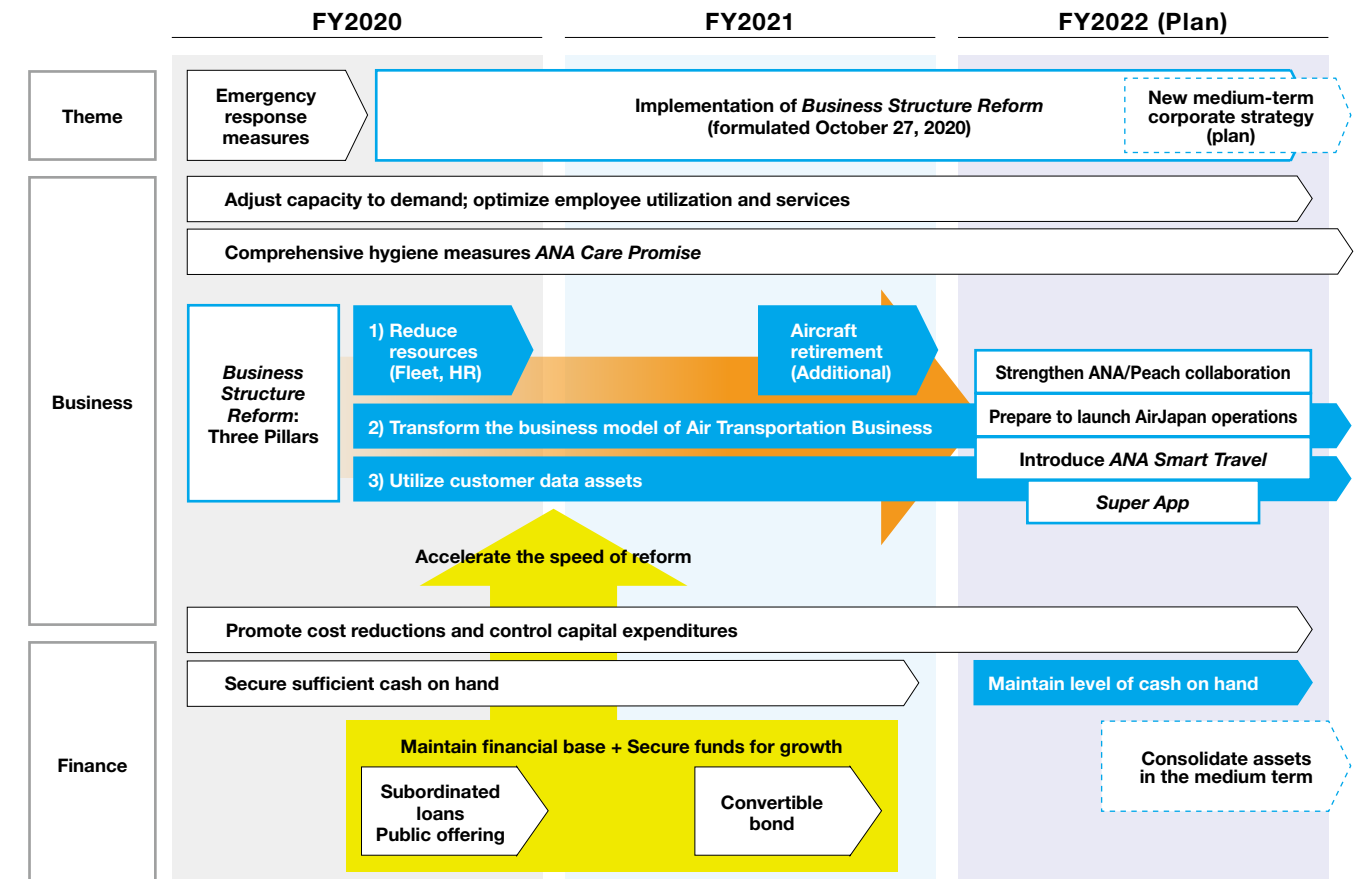 FY2020
FY2021
FY2022 (Plan)
Theme
Emergency
response
measures
Implementation of Business Structure Reform
(formulated October 27, 2020)
New medium-term
corporate strategy
(plan)
Business
Adjust capacity to demand; optimize employee utilization and services
Comprehensive hygiene measures ANA Care Promise
Business
Structure
Reform:
Three Pillars
1) Reduce
resources
(Fleet, HR)
Aircraft
retirement
(Additional)
2) Transform the business model of Air Transportation Business
3) Utilize customer data assets
Strengthen ANA/Peach collaboration
Prepare to launch AirJapan operations
Introduce ANA Smart Travel
Super App
Accelerate the speed of reform
Promote cost reductions and control capital expenditures
Finance
Secure sufficient cash on hand
Maintain level of cash on hand
Maintain financial base + Secure funds for growth
Subordinated
loans
Public offering
Convertible
bond
Consolidate assets
in the medium term